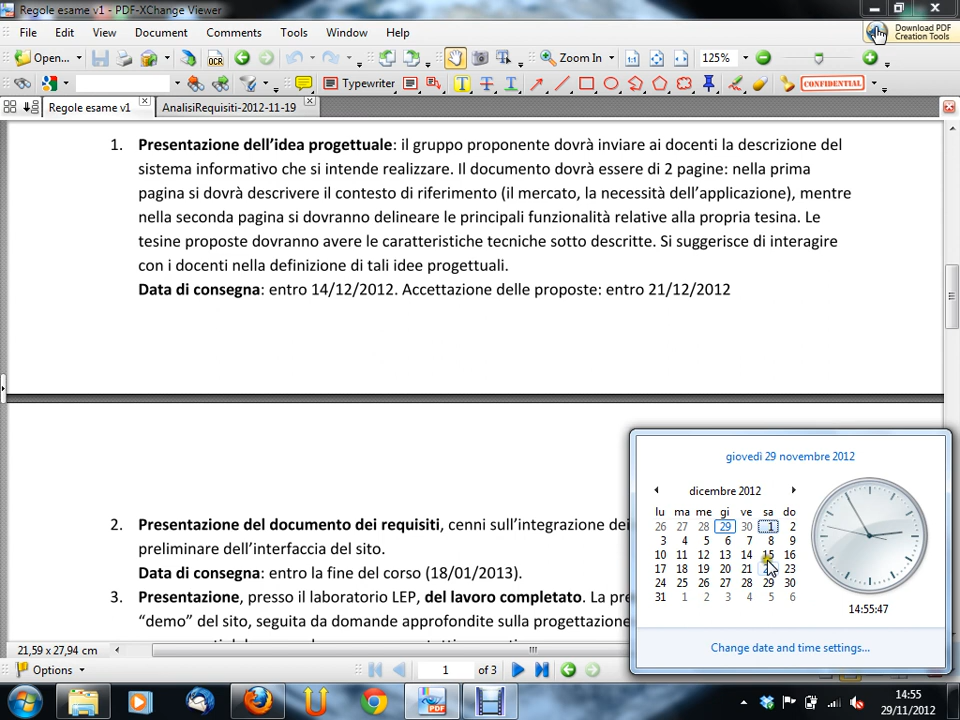 Regole esame v1 - PDF-XChange Viewer
File Edit View Document Comments Tools Window Help
Download PDF
Creation Tools
Open... OCR Zoom In 125%
Typewriter CONFIDENTIAL
Regole esame v1 AnalisiRequisiti-2012-11-19
1. Presentazione dell'idea progettuale: il gruppo proponente dovrà inviare ai docenti la descrizione del
sistema informativo che si intende realizzare. Il documento dovrà essere di 2 pagine: nella prima
pagina si dovrà descrivere il contesto di riferimento (il mercato, la necessità dell'applicazione), mentre
nella seconda pagina si dovranno delineare le principali funzionalità relative alla propria tesina. Le
tesine proposte dovranno avere le caratteristiche tecniche sotto descritte. Si suggerisce di interagire
con i docenti nella definizione di tali idee progettuali.
Data di consegna: entro 14/12/2012. Accettazione delle proposte: entro 21/12/2012
2. Presentazione del documento dei requisiti, cenni sull'integrazione dei
preliminare dell'interfaccia del sito.
Data di consegna: entro la fine del corso (18/01/2013).
3. Presentazione, presso il laboratorio LEP, del lavoro completato. La pre
"demo" del sito, seguita da domande approfondite sulla progettazione
giovedì 29 novembre 2012
dicembre 2012
lu ma me gi ve sa do
26 27 28 29 30 1 2
3 4 5 6 7 8 9
10 11 12 13 14 15 16
17 18 19 20 21 23
24 25 26 27 28 29 30
31 1 2 3 4 5 6
14:55:47
Change date and time settings...
21,59 x 27,94 cm
Options 1 of 3
14:55
29/11/2012